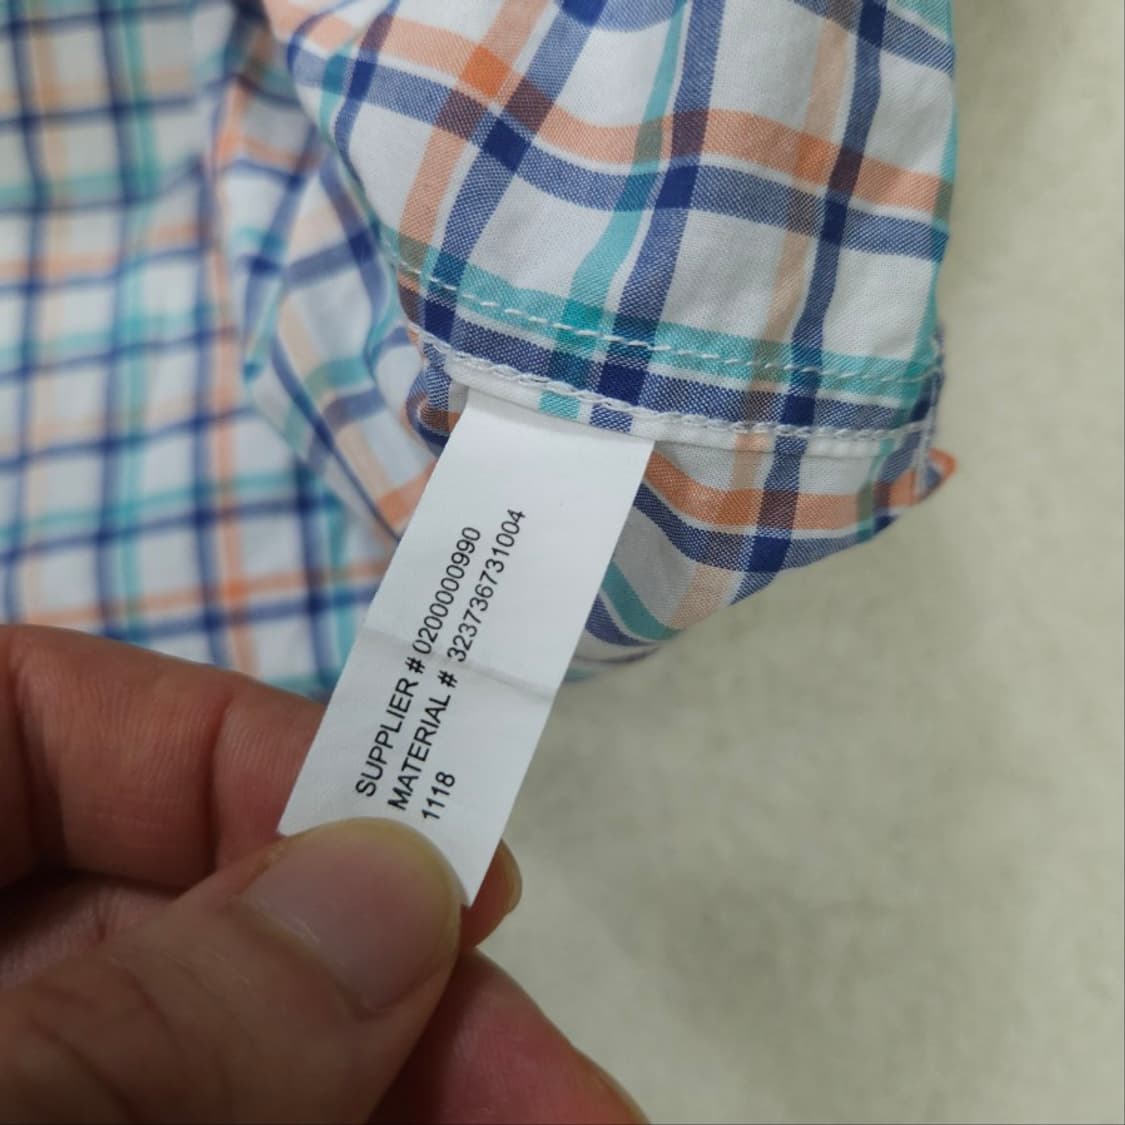 SUPPLIER # 0200000990
MATERIAL # 323736731004
1118